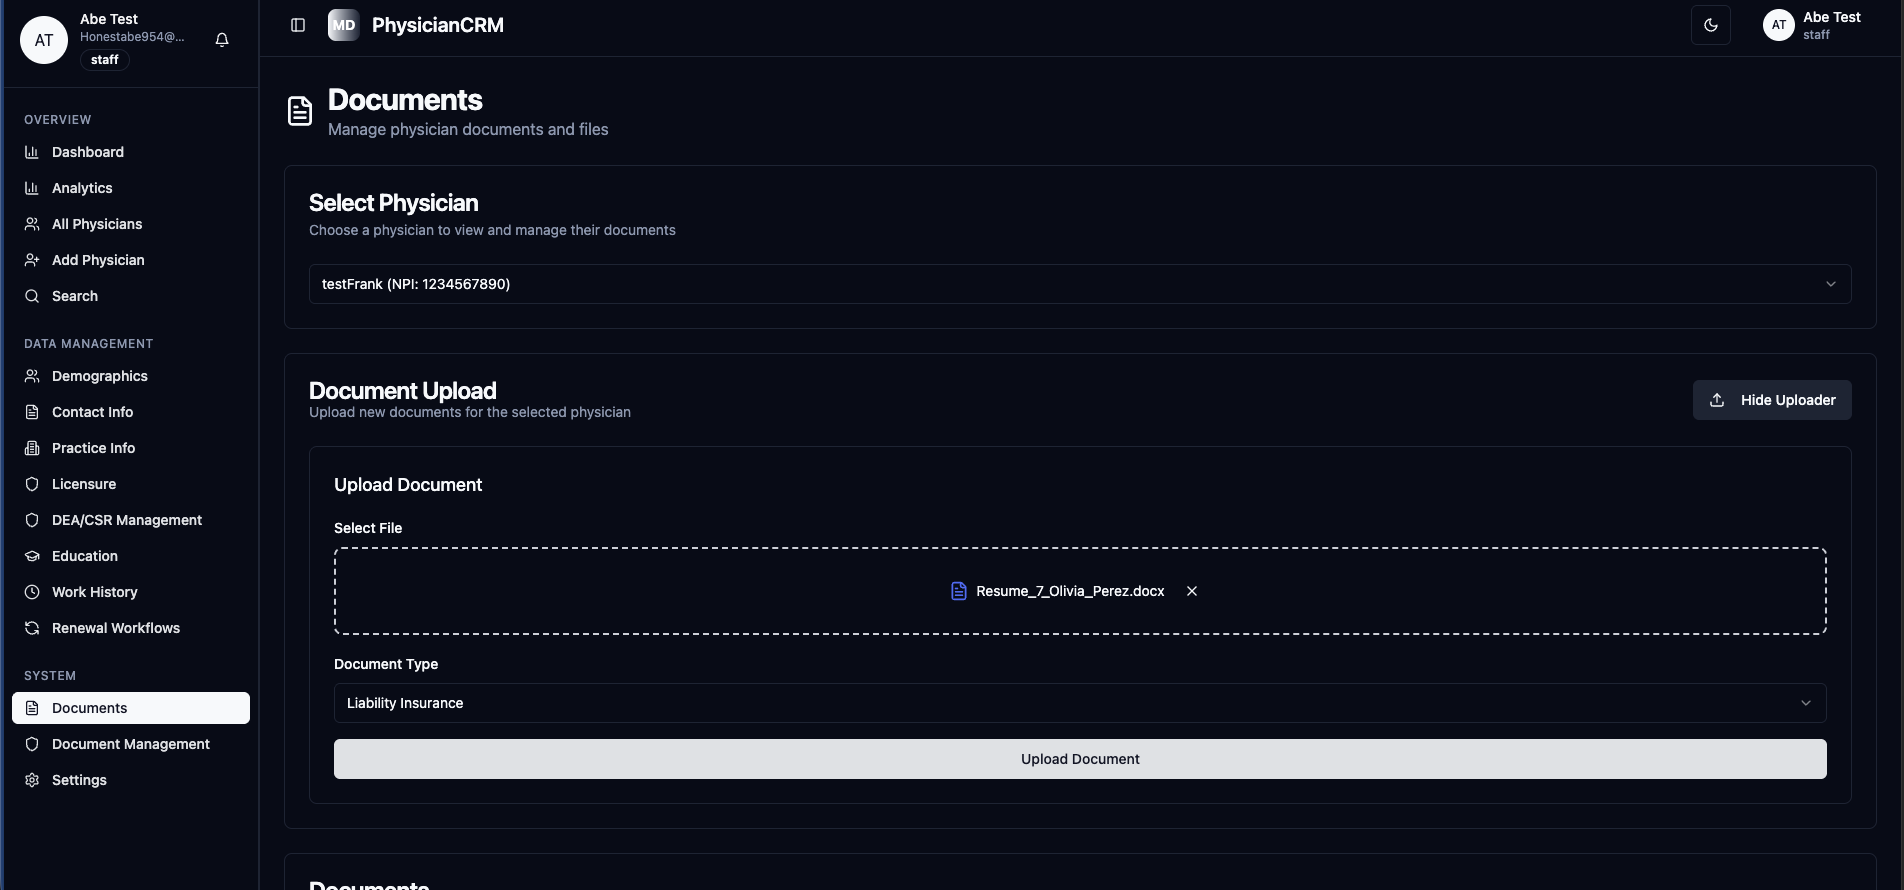 AT
Abe Test
Honestabe954@...
staff
OVERVIEW
Dashboard
Analytics
All Physicians
Add Physician
Search
DATA MANAGEMENT
Demographics
Contact Info
Practice Info
Licensure
DEA/CSR Management
Education
Work History
Renewal Workflows
SYSTEM
Documents
Document Management
Settings
MD PhysicianCRM
AT
Abe Test
staff
Documents
Manage physician documents and files
Select Physician
Choose a physician to view and manage their documents
testFrank (NPI: 1234567890)
Document Upload
Upload new documents for the selected physician
Hide Uploader
Upload Document
Select File
Resume_7_Olivia_Perez.docx
Document Type
Liability Insurance
Upload Document
Documents